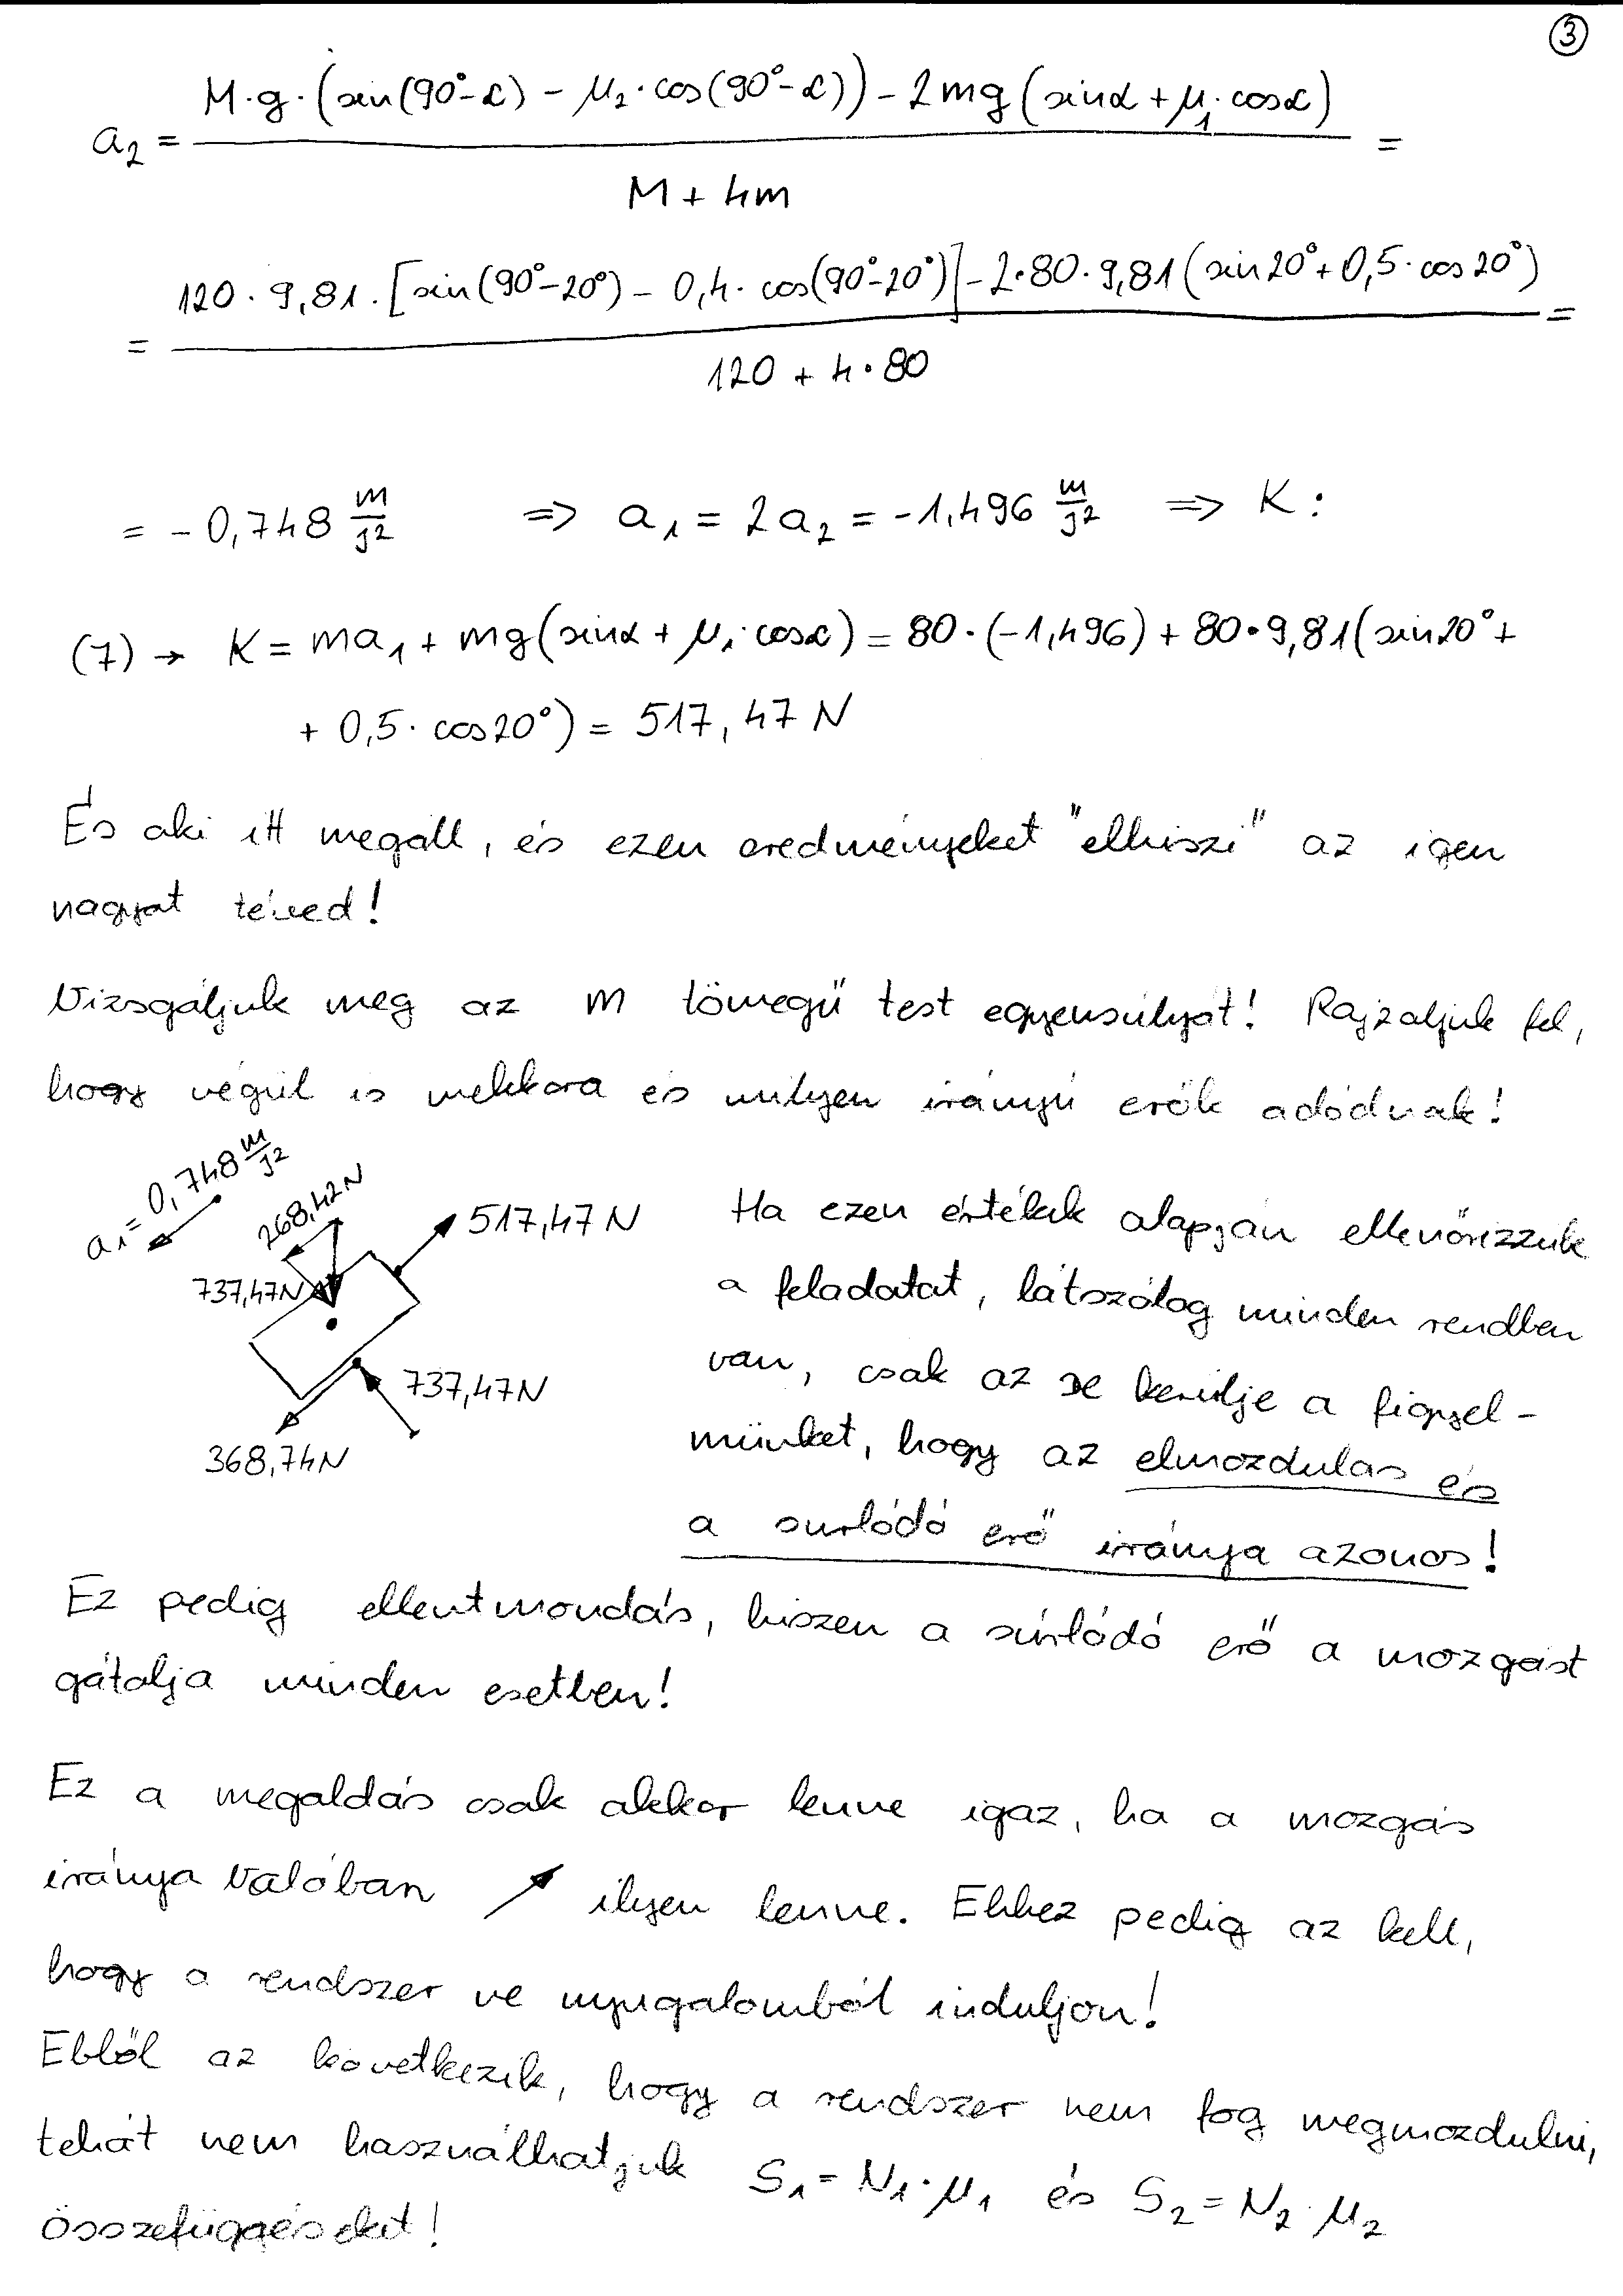 ③
a₂ = (M·g·(sin(90°-α) - μ₂·cos(90°-α)) - 2mg(sinα + μ₁·cosα)) / (M + 4m) =
= (120·9,81·[sin(90°-20°) - 0,4·cos(90°-20°)] - 2·80·9,81(sin20° + 0,5·cos20°)) / (120 + 4·80) =
= -0,748 m/s² ⇒ a₁ = 2a₂ = -1,496 m/s² ⇒ K:
(7) → K = ma₁ + mg(sinα + μ₁·cosα) = 80·(-1,496) + 80·9,81(sin20° +
+ 0,5·cos20°) = 517,47 N
És aki itt megáll, és ezen eredményeket "elhiszi" az igen
nagyot téved!
Vizsgáljuk meg az m tömegű test egyensúlyát! Rajzoljuk fel,
hogy végül is mekkora és milyen irányú erők adódnak!
a₁ = 0,748 m/s²
268,42N
517,47N
737,47N
737,47N
368,74N
Ha ezen értékek alapján ellenőrizzük
a feladatot, látszólag minden rendben
van, csak az ne kerülje a figyel-
münket, hogy az elmozdulás és
a surlódó erő iránya azonos!
Ez pedig ellentmondás, hiszen a súrlódó erő a mozgást
gátolja minden esetben!
Ez a megoldás csak akkor lenne igaz, ha a mozgás
iránya valóban ↗ ilyen lenne. Ehhez pedig az kell,
hogy a rendszer ne nyugalomból induljon!
Ebből az következik, hogy a rendszer nem fog megmozdulni,
tehát nem használhatjuk S₁ = N₁·μ₁ és S₂ = N₂·μ₂
összefüggéseket!